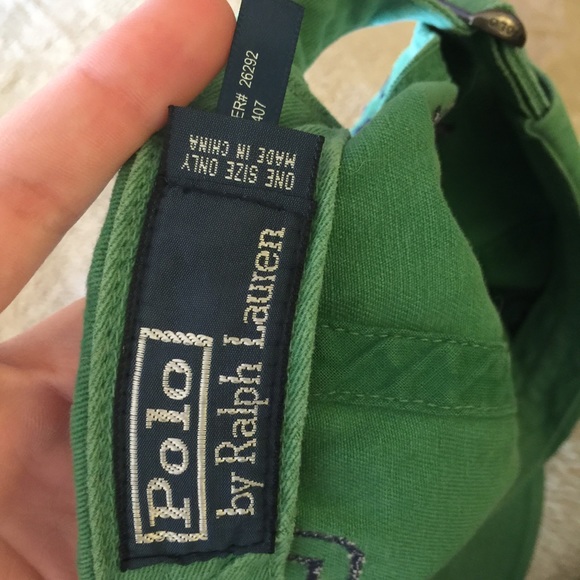 Polo
by Ralph Lauren
ONE SIZE ONLY
MADE IN CHINA
ER# 26292
407